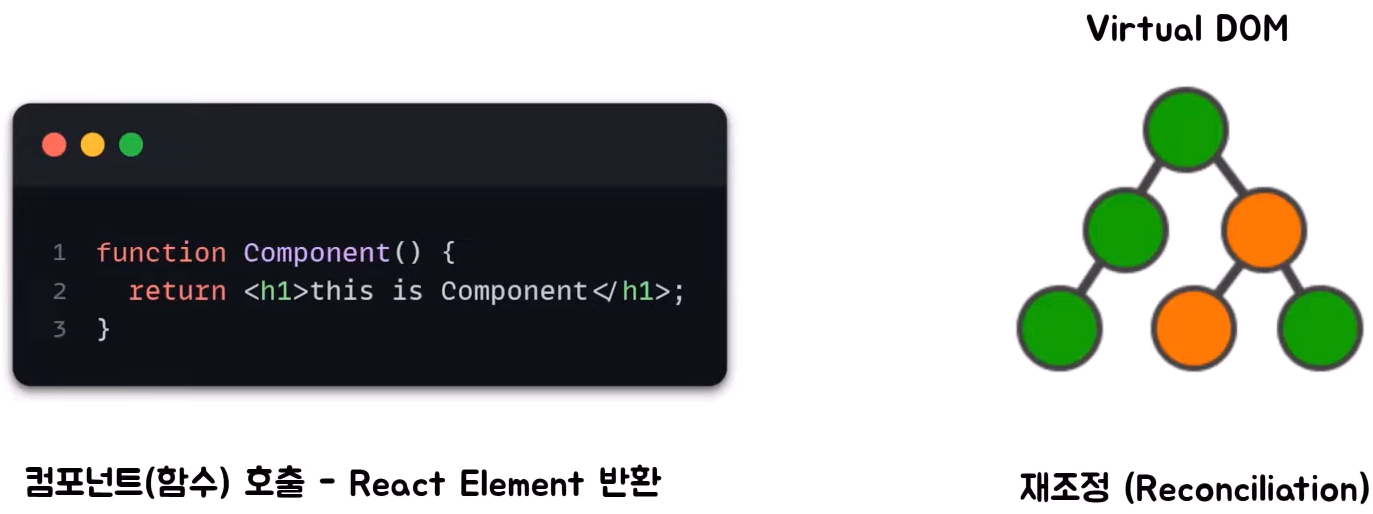 Virtual DOM
1 function Component() {
2   return <h1>this is Component</h1>;
3 }
컴포넌트(함수) 호출 - React Element 반환
재조정 (Reconciliation)